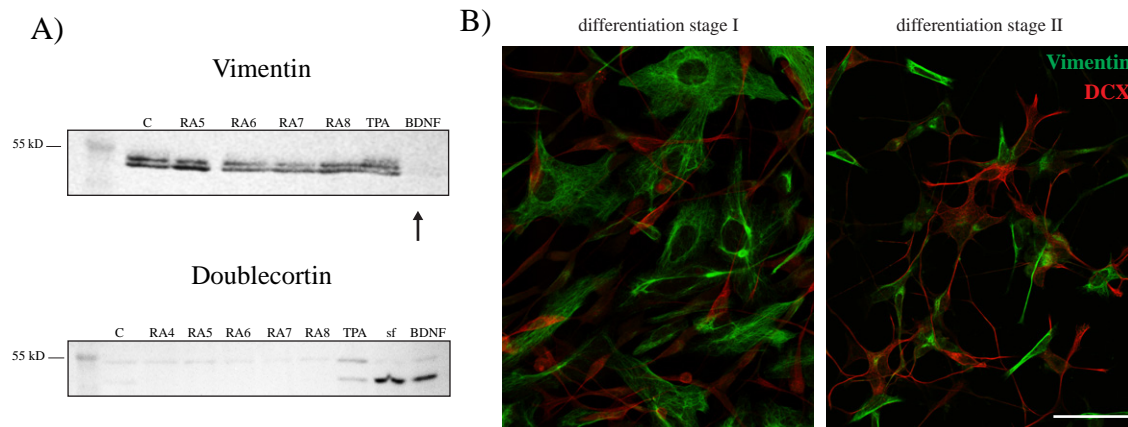 A)
Vimentin
C RA5 RA6 RA7 RA8 TPA BDNF
55 kD
Doublecortin
C RA4 RA5 RA6 RA7 RA8 TPA sf BDNF
55 kD
B)
differentiation stage I
differentiation stage II
Vimentin
DCX